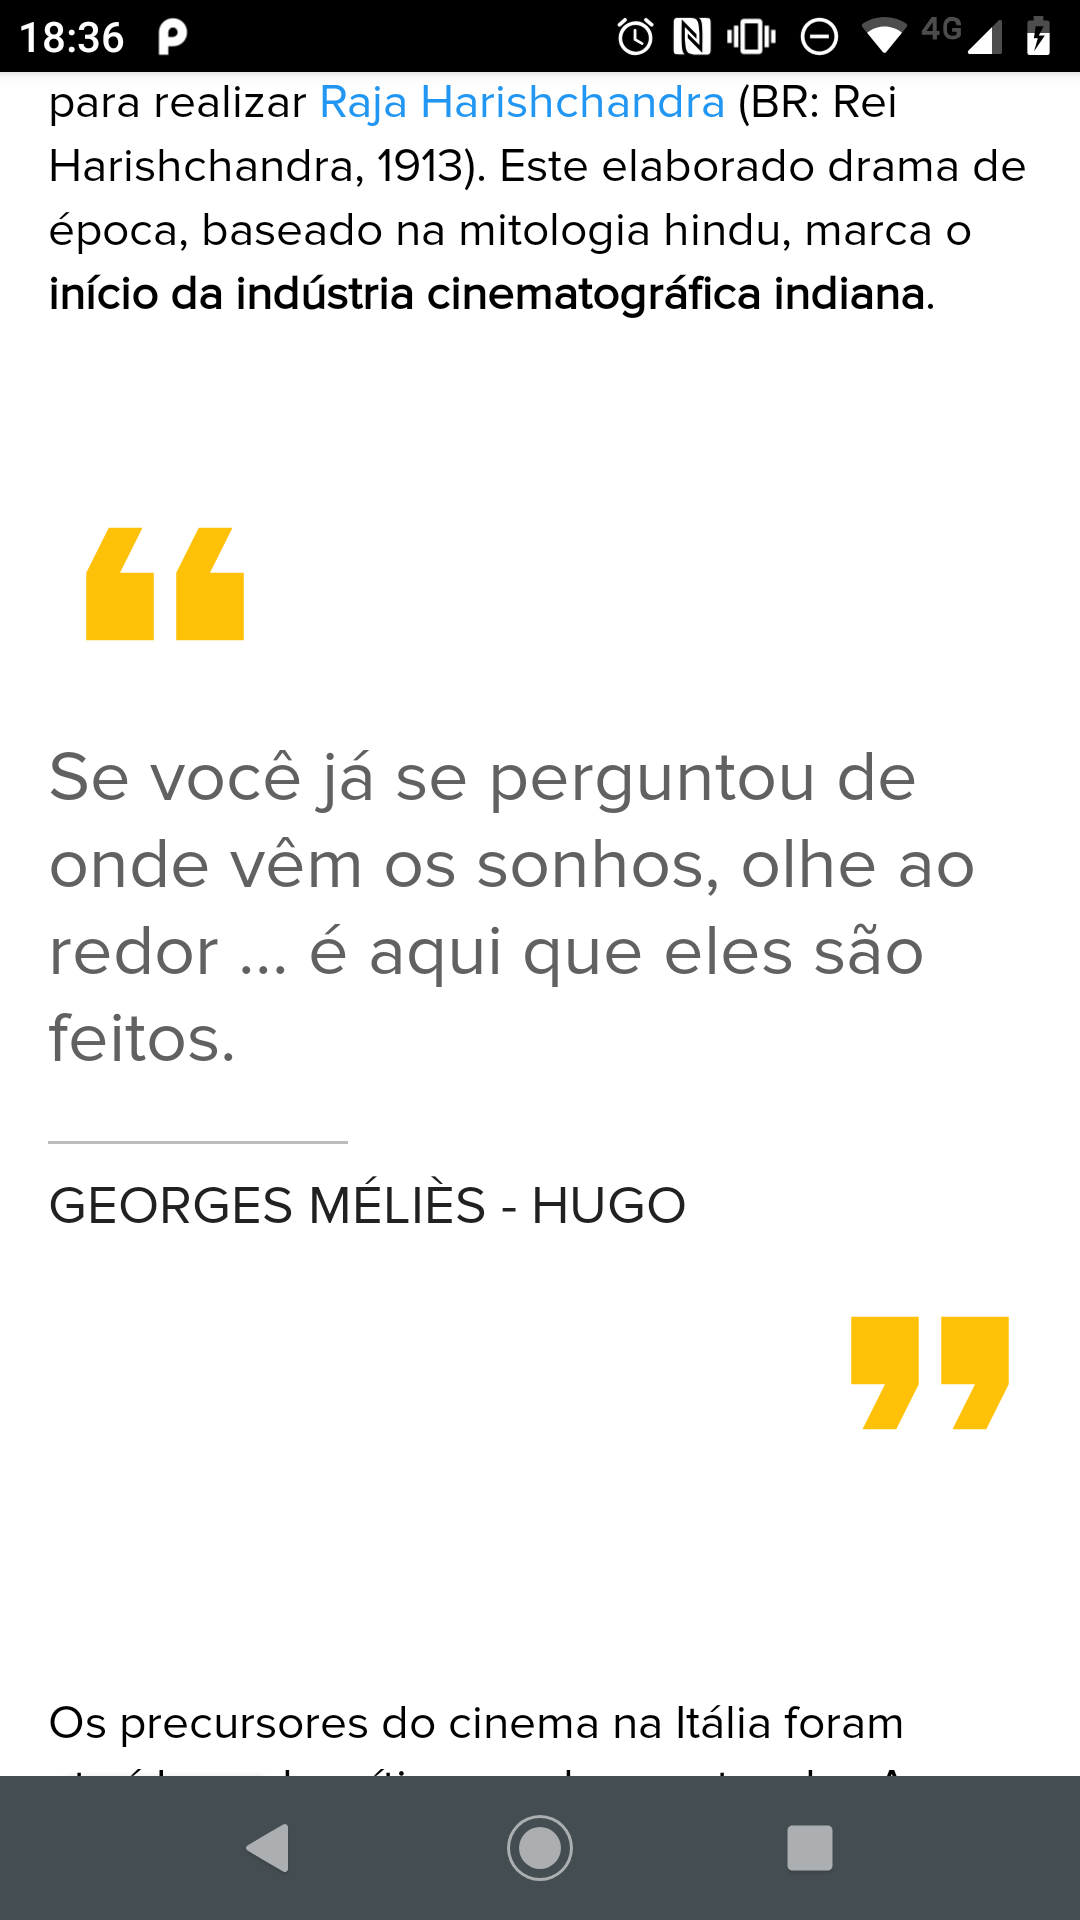 18:36
4G
para realizar Raja Harishchandra (BR: Rei
Harishchandra, 1913). Este elaborado drama de
época, baseado na mitologia hindu, marca o
início da indústria cinematográfica indiana.
“
Se você já se perguntou de
onde vêm os sonhos, olhe ao
redor ... é aqui que eles são
feitos.
GEORGES MÉLIÈS - HUGO
”
Os precursores do cinema na Itália foram